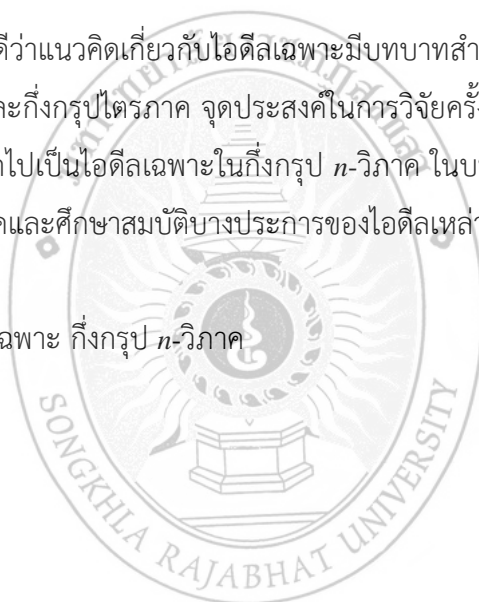 ดีว่าแนวคิดเกี่ยวกับไอดีลเฉพาะมีบทบาทสำ
ละกึ่งกรุปไตรภาค จุดประสงค์ในการวิจัยครั้ง
าไปเป็นไอดีลเฉพาะในกึ่งกรุป n-วิภาค ในบ
คและศึกษาสมบัติบางประการของไอดีลเหล่า
ฉพาะ กึ่งกรุป n-วิภาค
SONGKHLA RAJABHAT UNIVERSITY